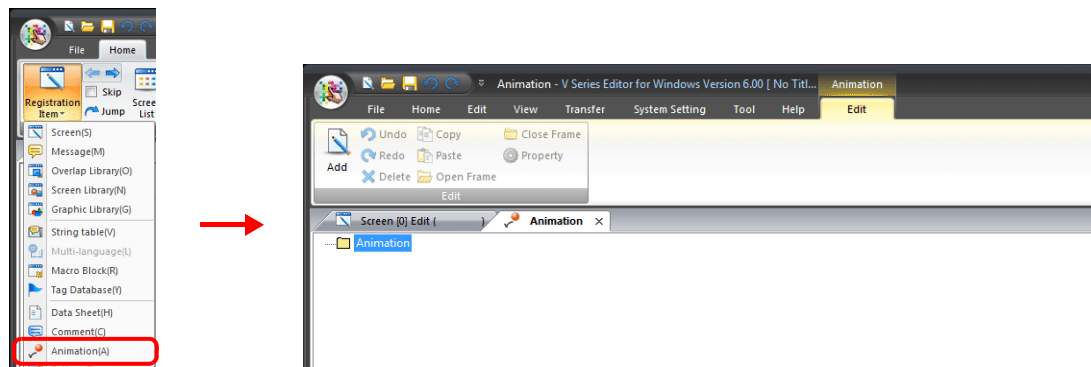 File Home
Skip
Registration Item
Jump
Scree List
Screen(S)
Message(M)
Overlap Library(O)
Screen Library(N)
Graphic Library(G)
String table(V)
Multi-language(L)
Macro Block(R)
Tag Database(Y)
Data Sheet(H)
Comment(C)
Animation(A)
Animation - V Series Editor for Windows Version 6.00 [ No Titl... Animation
File Home Edit View Transfer System Setting Tool Help Edit
Add
Undo Copy Close Frame
Redo Paste Property
Delete Open Frame
Edit
Screen [0] Edit ( ) Animation ×
Animation